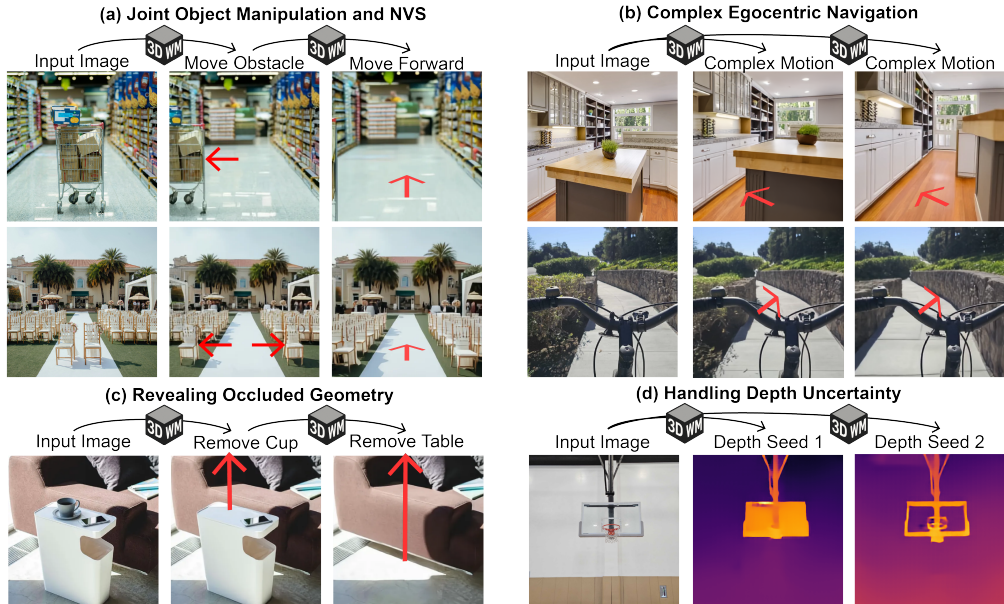 (a) Joint Object Manipulation and NVS
3D WM
3D WM
Input Image
Move Obstacle
Move Forward
(b) Complex Egocentric Navigation
3D WM
3D WM
Input Image
Complex Motion
Complex Motion
(c) Revealing Occluded Geometry
3D WM
3D WM
Input Image
Remove Cup
Remove Table
(d) Handling Depth Uncertainty
3D WM
3D WM
Input Image
Depth Seed 1
Depth Seed 2